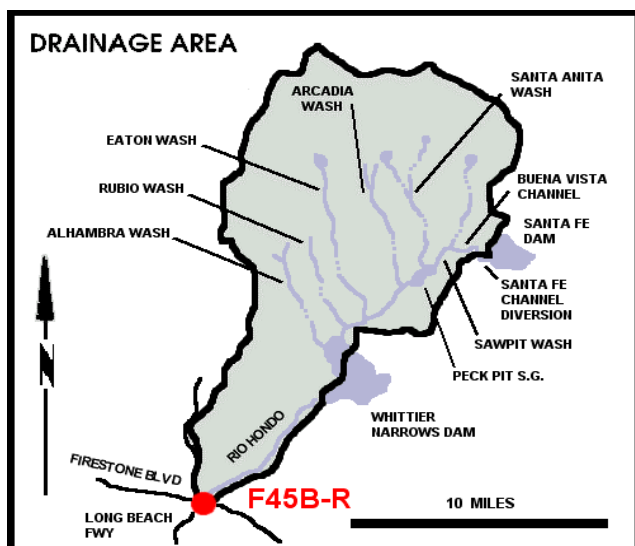 DRAINAGE AREA
SANTA ANITA
WASH
ARCADIA
WASH
EATON WASH
RUBIO WASH
BUENA VISTA
CHANNEL
ALHAMBRA WASH
SANTA FE
DAM
SANTA FE
CHANNEL
DIVERSION
SAWPIT WASH
PECK PIT S.G.
N
WHITTIER
NARROWS DAM
RIO HONDO
FIRESTONE BLVD
F45B-R
10 MILES
LONG BEACH
FWY